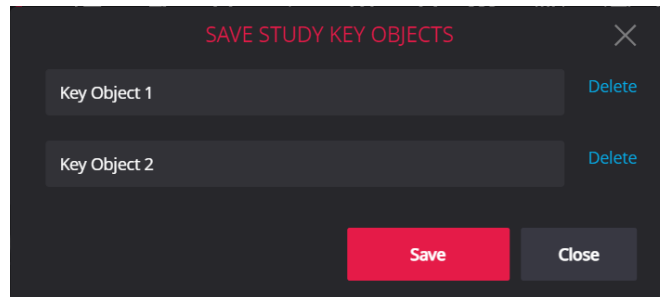 SAVE STUDY KEY OBJECTS
Key Object 1 Delete
Key Object 2 Delete
Save Close